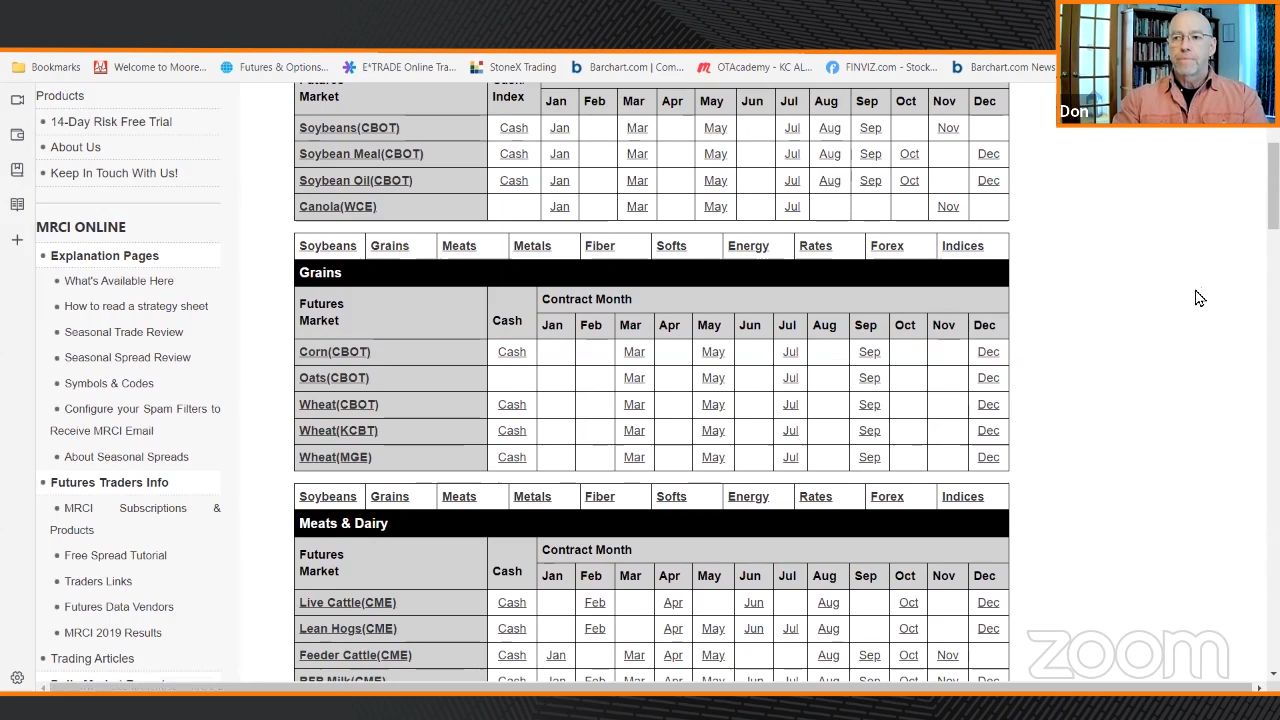 Bookmarks Welcome to Moore... Futures & Options... E*TRADE Online Tra... StoneX Trading Barchart.com | Com... OTAcademy - KC AL... FINVIZ.com - Stock... Barchart.com News
Don
Products
14-Day Risk Free Trial
About Us
Keep In Touch With Us!
MRCI ONLINE
Explanation Pages
What's Available Here
How to read a strategy sheet
Seasonal Trade Review
Seasonal Spread Review
Symbols & Codes
Configure your Spam Filters to
Receive MRCI Email
About Seasonal Spreads
Futures Traders Info
MRCI Subscriptions &
Products
Free Spread Tutorial
Traders Links
Futures Data Vendors
MRCI 2019 Results
Trading Articles
Market Index Jan Feb Mar Apr May Jun Jul Aug Sep Oct Nov Dec
Soybeans(CBOT) Cash Jan Mar May Jul Aug Sep Nov
Soybean Meal(CBOT) Cash Jan Mar May Jul Aug Sep Oct Dec
Soybean Oil(CBOT) Cash Jan Mar May Jul Aug Sep Oct Dec
Canola(WCE) Jan Mar May Jul Nov
Soybeans Grains Meats Metals Fiber Softs Energy Rates Forex Indices
Grains
Futures
Market Cash Contract Month
Jan Feb Mar Apr May Jun Jul Aug Sep Oct Nov Dec
Corn(CBOT) Cash Mar May Jul Sep Dec
Oats(CBOT) Mar May Jul Sep Dec
Wheat(CBOT) Cash Mar May Jul Sep Dec
Wheat(KCBT) Cash Mar May Jul Sep Dec
Wheat(MGE) Cash Mar May Jul Sep Dec
Soybeans Grains Meats Metals Fiber Softs Energy Rates Forex Indices
Meats & Dairy
Futures
Market Cash Contract Month
Jan Feb Mar Apr May Jun Jul Aug Sep Oct Nov Dec
Live Cattle(CME) Cash Feb Apr Jun Aug Oct Dec
Lean Hogs(CME) Cash Feb Apr May Jun Jul Aug Oct Dec
Feeder Cattle(CME) Cash Jan Mar Apr May Aug Sep Oct Nov
zoom